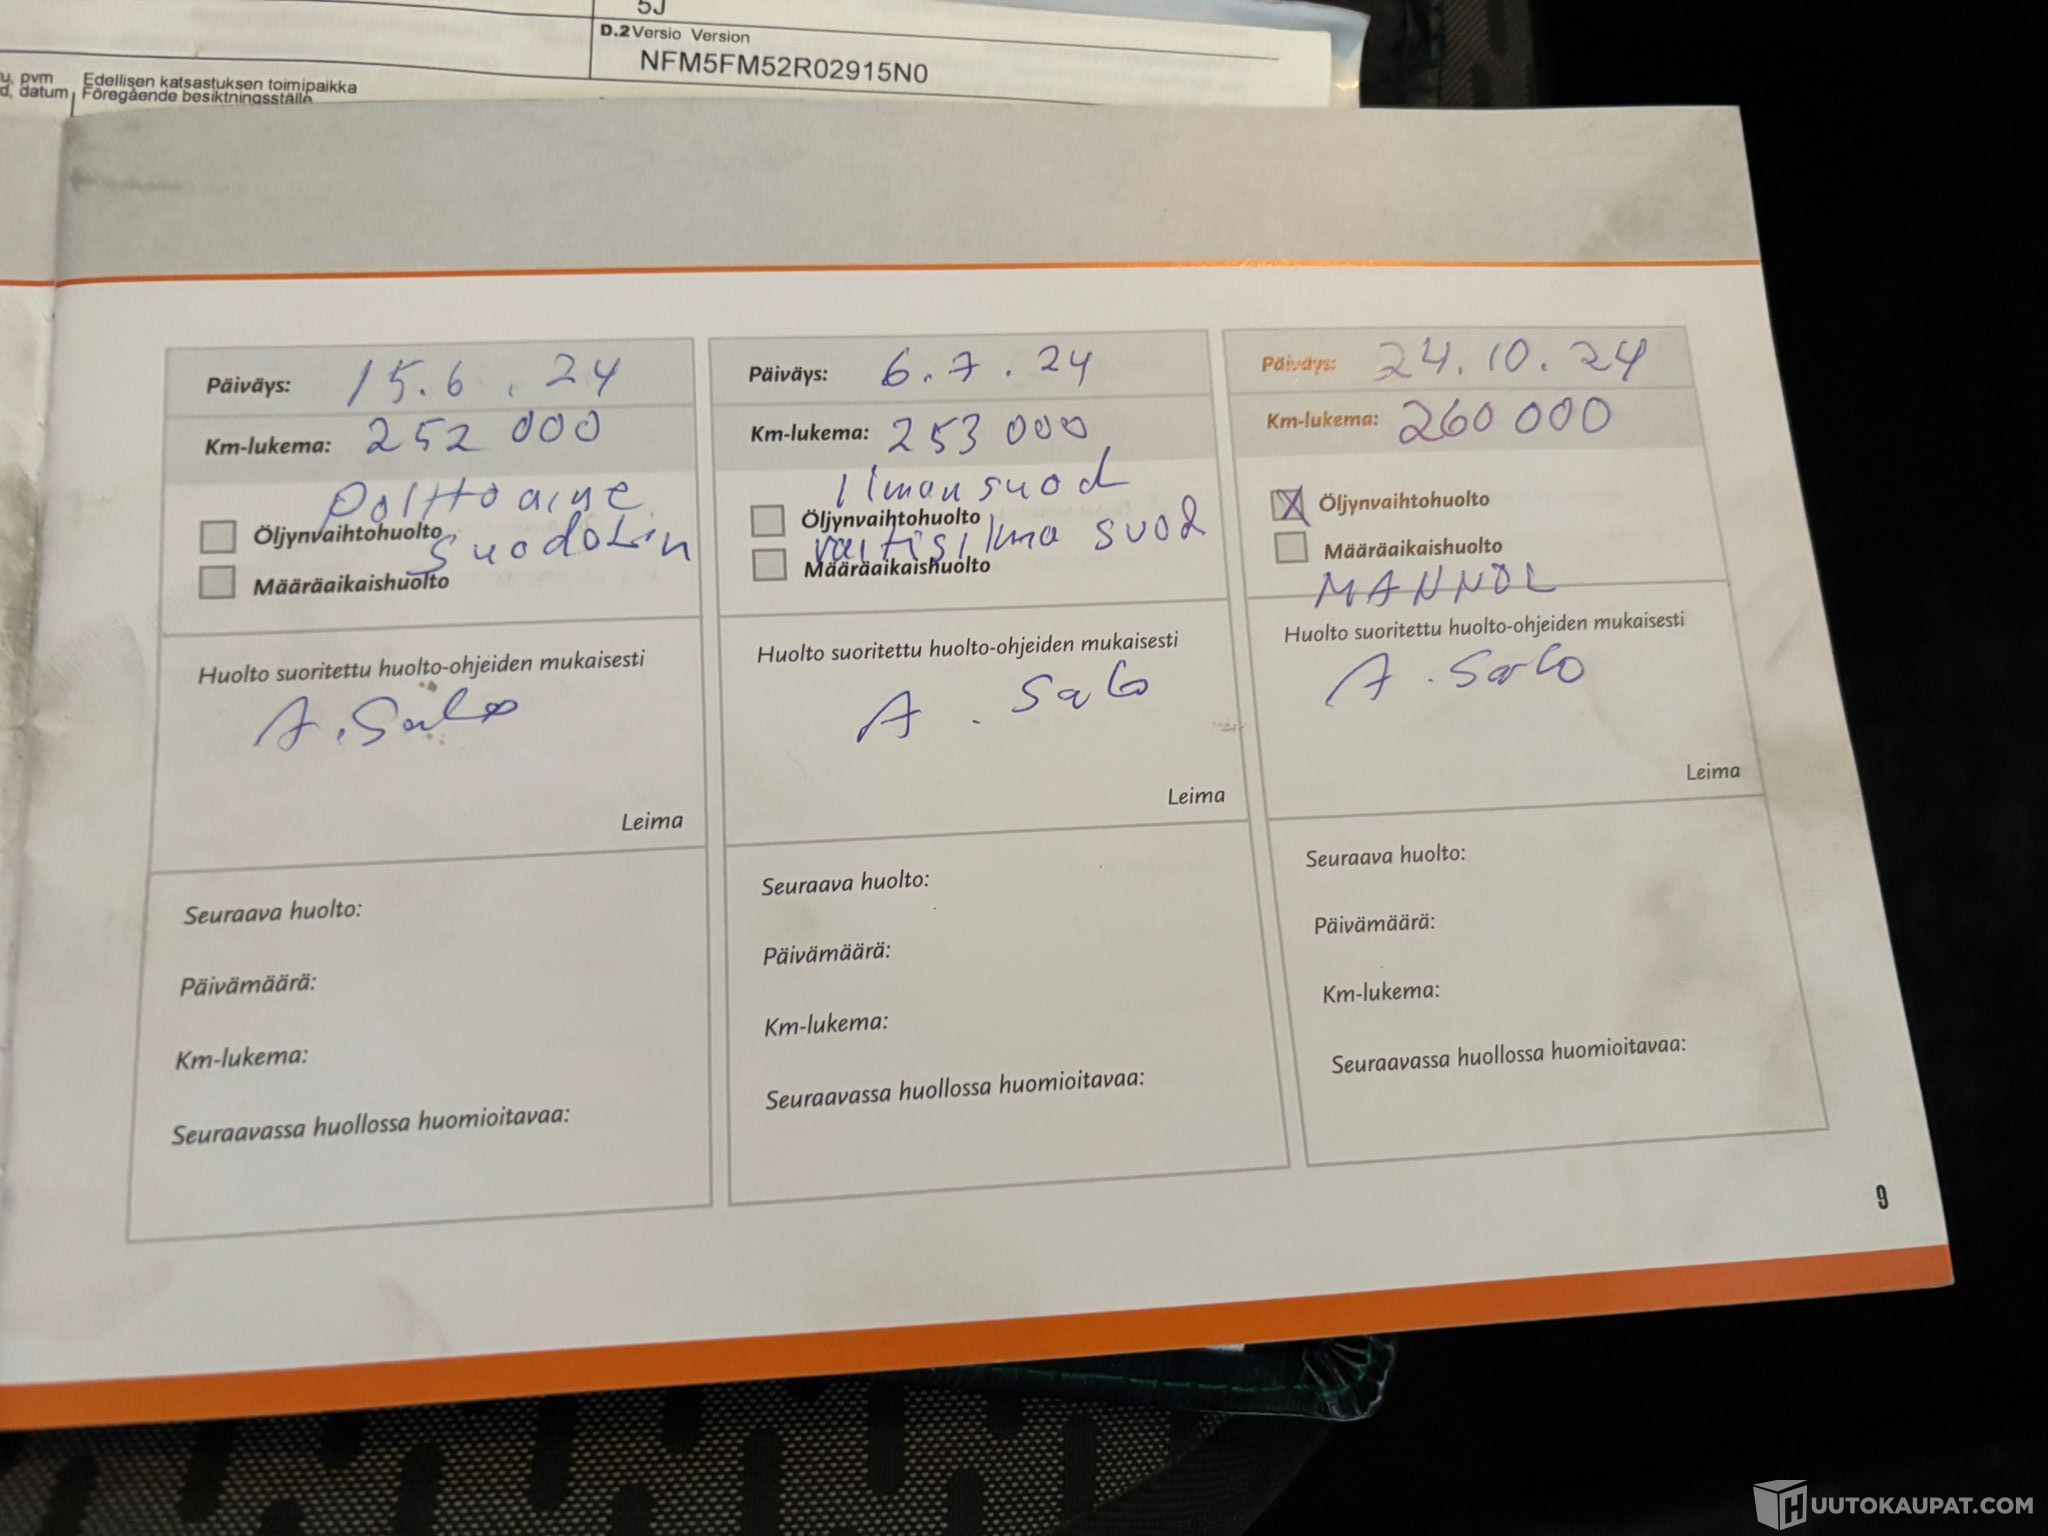 5J
D.2 Versio Version
NFM5FM52R02915N0
pvm
Edellisen katsastuksen toimipaikka
d, datum
Föregående besiktningsställe
Päiväys: 15.6.24
Km-lukema: 252 000
Polttoaine
Öljynvaihtohuolto
suodatin
Määräaikaishuolto
Huolto suoritettu huolto-ohjeiden mukaisesti
A. Salo
Leima
Seuraava huolto:
Päivämäärä:
Km-lukema:
Seuraavassa huollossa huomioitavaa:
Päiväys: 6.7.24
Km-lukema: 253 000
Ilman suod
Öljynvaihtohuolto
raitisilma suod
Määräaikaishuolto
Huolto suoritettu huolto-ohjeiden mukaisesti
A. Salo
Leima
Seuraava huolto:
Päivämäärä:
Km-lukema:
Seuraavassa huollossa huomioitavaa:
Päiväys: 24.10.24
Km-lukema: 260 000
X Öljynvaihtohuolto
Määräaikaishuolto
MANNOL
Huolto suoritettu huolto-ohjeiden mukaisesti
A. Salo
Leima
Seuraava huolto:
Päivämäärä:
Km-lukema:
Seuraavassa huollossa huomioitavaa:
9
HUUTOKAUPAT.COM